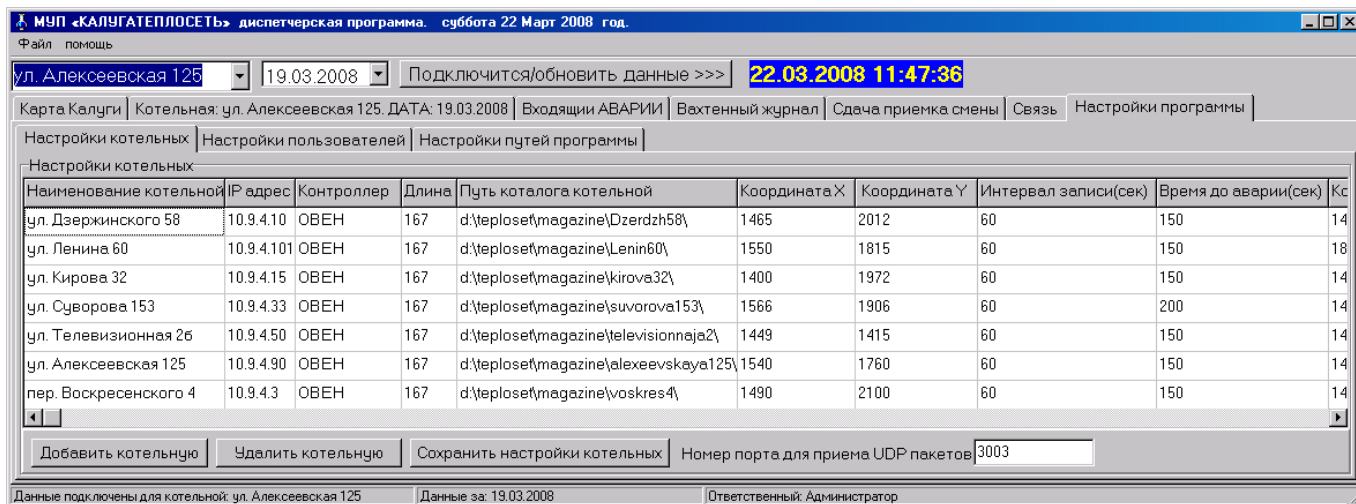 МУП «КАЛУГАТЕПЛОСЕТЬ» диспетчерская программа. суббота 22 Март 2008 год.
Файл помощь
ул. Алексеевская 125 19.03.2008 Подключится/обновить данные >>> 22.03.2008 11:47:36
Карта Калуги Котельная: ул. Алексеевская 125. ДАТА: 19.03.2008 Входящии АВАРИИ Вахтенный журнал Сдача приемка смены Связь Настройки программы
Настройки котельных Настройки пользователей Настройки путей программы
Настройки котельных
Наименование котельной IP адрес Контроллер Длина Путь коталога котельной Координата X Координата Y Интервал записи(сек) Время до аварии(сек) Кс
ул. Дзержинского 58 10.9.4.10 ОВЕН 167 d:\teploset\magazine\Dzerdzh58\ 1465 2012 60 150 14
ул. Ленина 60 10.9.4.101 ОВЕН 167 d:\teploset\magazine\Lenin60\ 1550 1815 60 150 18
ул. Кирова 32 10.9.4.15 ОВЕН 167 d:\teploset\magazine\kirova32\ 1400 1972 60 150 14
ул. Суворова 153 10.9.4.33 ОВЕН 167 d:\teploset\magazine\suvorova153\ 1566 1906 60 200 14
ул. Телевизионная 2б 10.9.4.50 ОВЕН 167 d:\teploset\magazine\televisionnaja2\ 1449 1415 60 150 14
ул. Алексеевская 125 10.9.4.90 ОВЕН 167 d:\teploset\magazine\alexeevskaya125\ 1540 1760 60 150 14
пер. Воскресенского 4 10.9.4.3 ОВЕН 167 d:\teploset\magazine\voskres4\ 1490 2100 60 150 14
Добавить котельную Удалить котельную Сохранить настройки котельных Номер порта для приема UDP пакетов 3003
Данные подключены для котельной: ул. Алексеевская 125 Данные за: 19.03.2008 Ответственный: Администратор